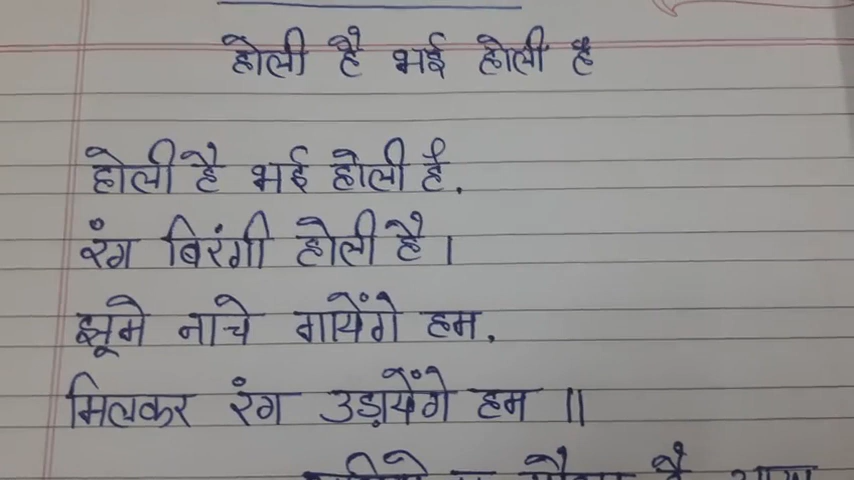 होली है भई होली है
होली है भई होली है.
रंग बिरंगी होली है।
झूमे नाचे गायेंगे हम.
मिलकर रंग उड़ायेंगे हम ॥